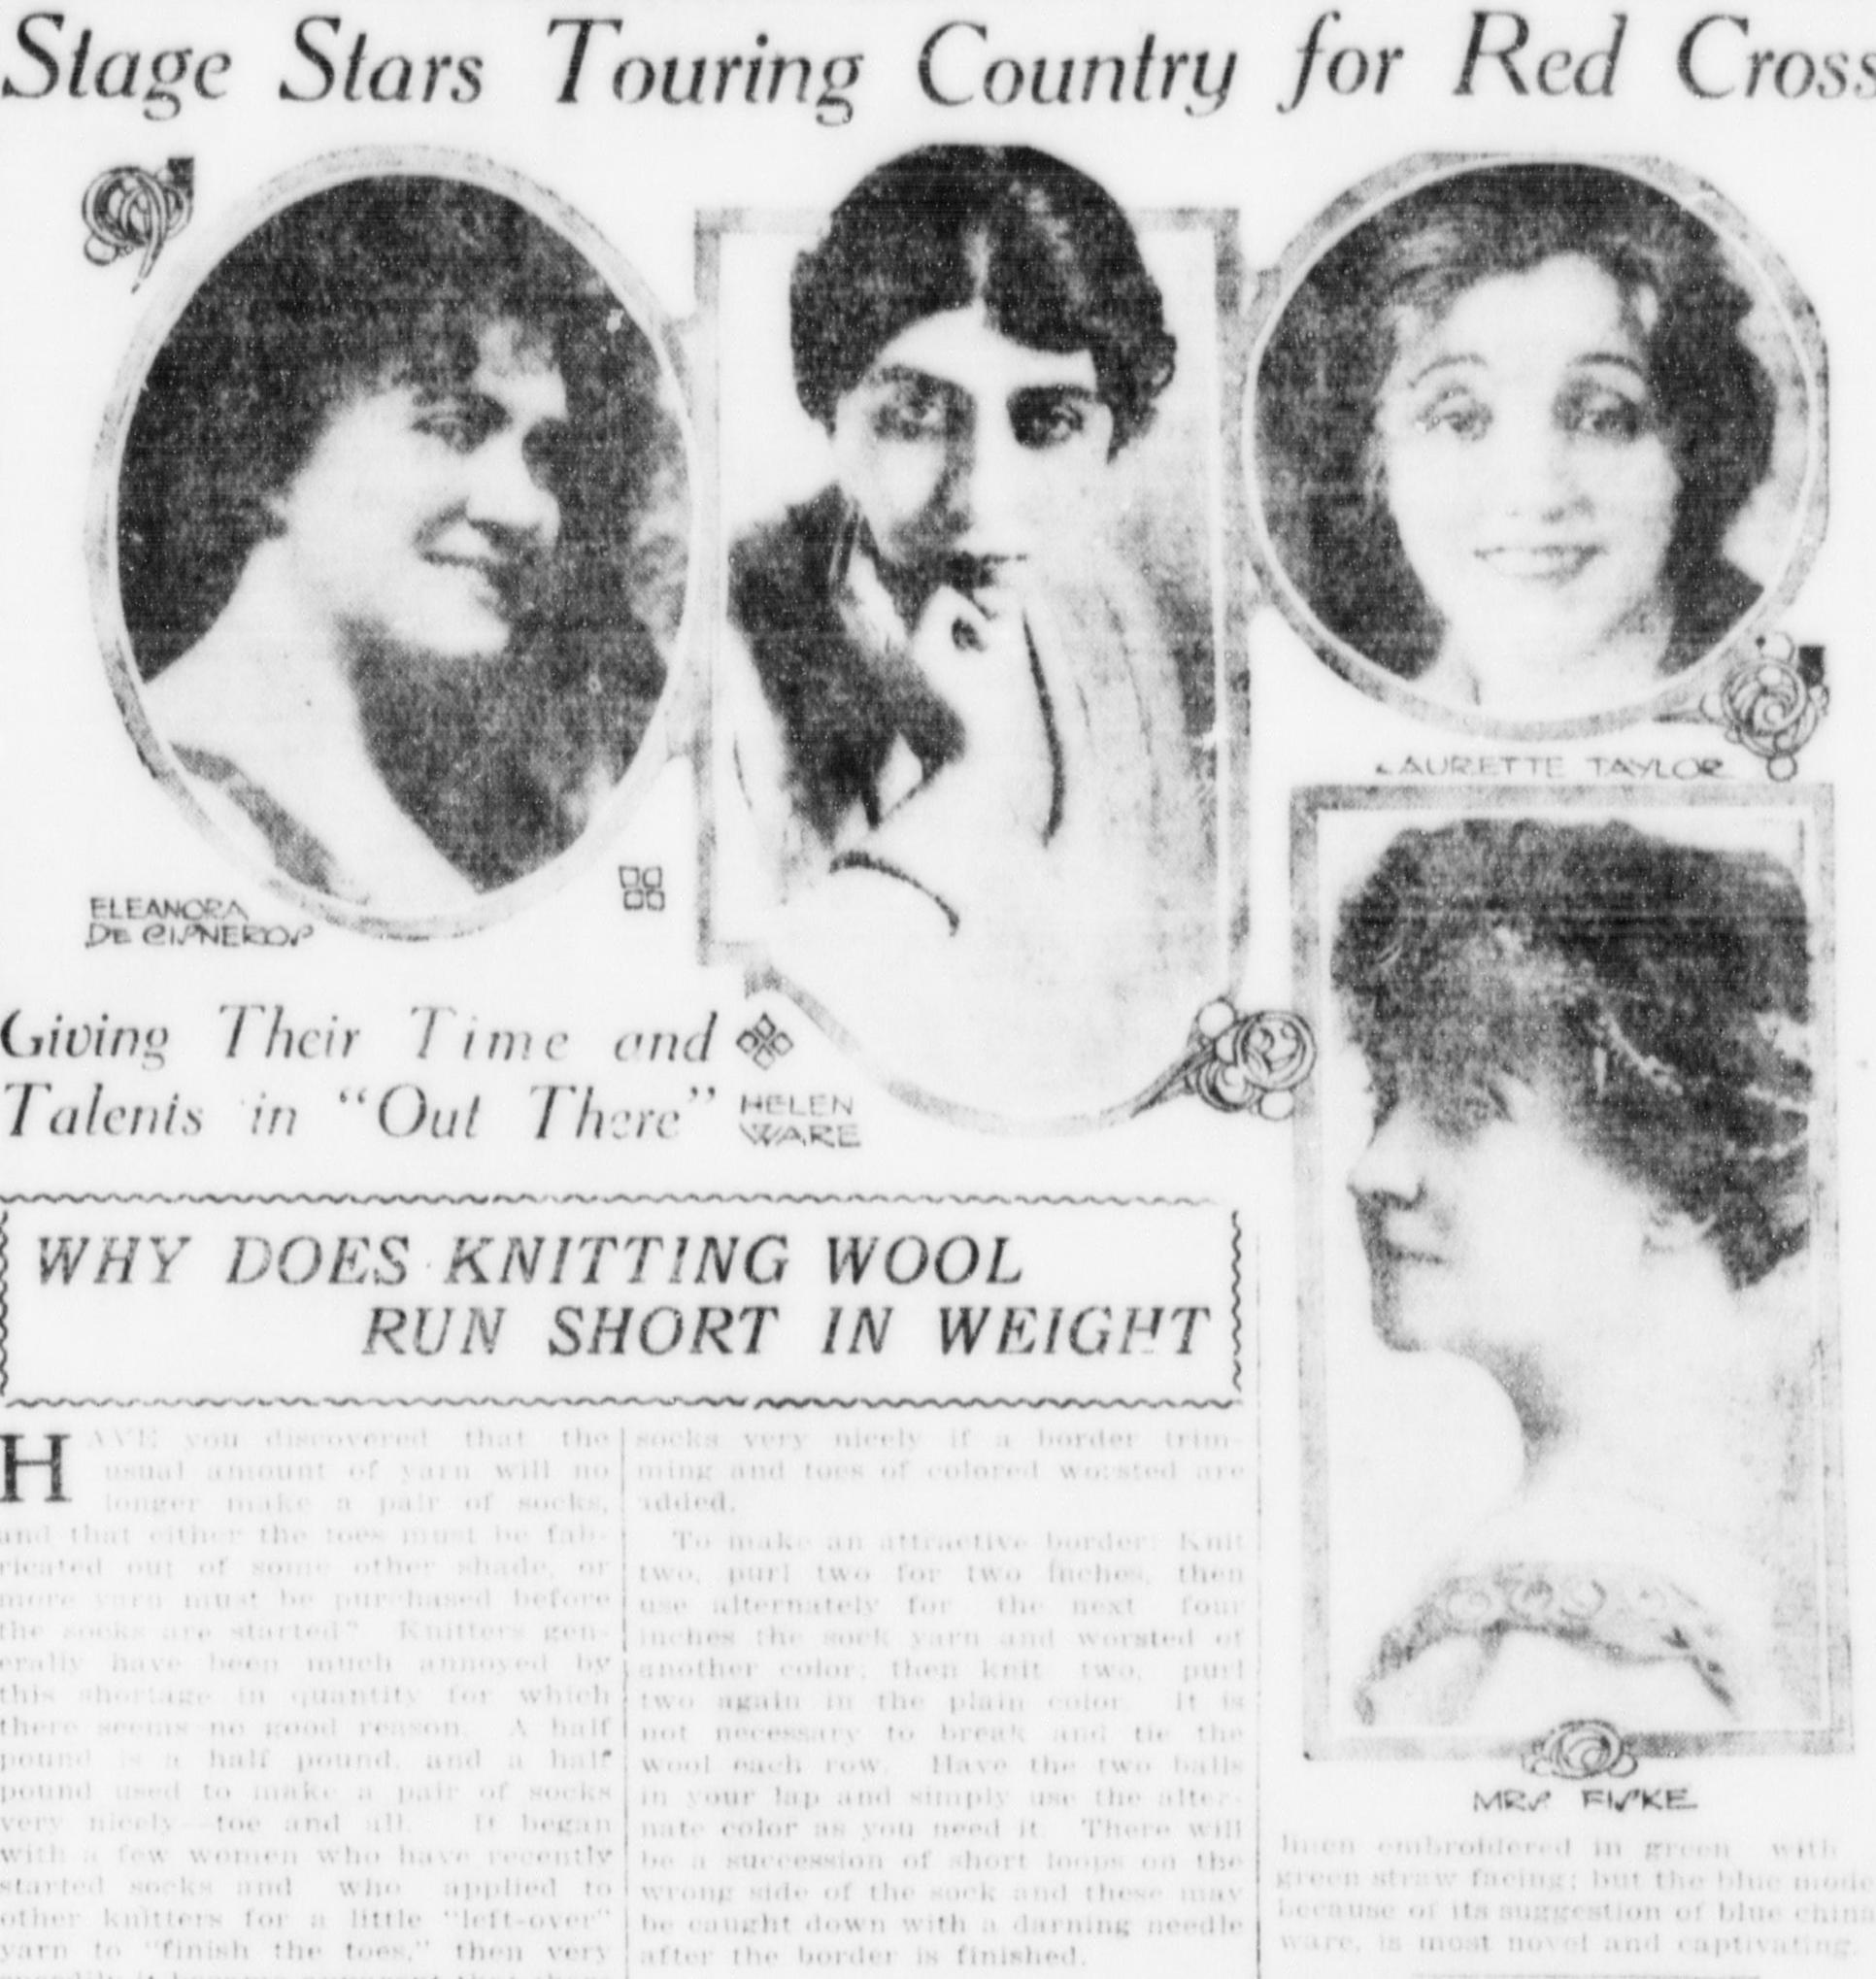 Stage Stars Touring Country for Red Cross
LAURETTE TAYLOR
ELEANORA
DE CISNEROS
Giving Their Time and
Talents in "Out There"
HELEN
WARE
MRS FISKE
WHY DOES KNITTING WOOL
RUN SHORT IN WEIGHT
HAVE you discovered that the
usual amount of yarn will no
longer make a pair of socks,
and that either the toes must be fab-
ricated out of some other shade, or
more yarn must be purchased before
the socks are started? Knitters gen-
erally have been much annoyed by
this shortage in quantity for which
there seems no good reason. A half
pound is a half pound, and a half
pound used to make a pair of socks
very nicely—toe and all. It began
with a few women who have recently
started socks and who applied to
other knitters for a little "left-over"
yarn to "finish the toes," then very
socks very nicely if a border trim-
ming and toes of colored worsted are
added.
To make an attractive border: Knit
two, purl two for two inches, then
use alternately for the next four
inches the sock yarn and worsted of
another color; then knit two, purl
two again in the plain color. It is
not necessary to break and tie the
wool each row. Have the two balls
in your lap and simply use the alter-
nate color as you need it. There will
be a succession of short loops on the
wrong side of the sock and these may
be caught down with a darning needle
after the border is finished.
linen embroidered in green with
green straw facing; but the blue mode
because of its suggestion of blue china
ware, is most novel and captivating.